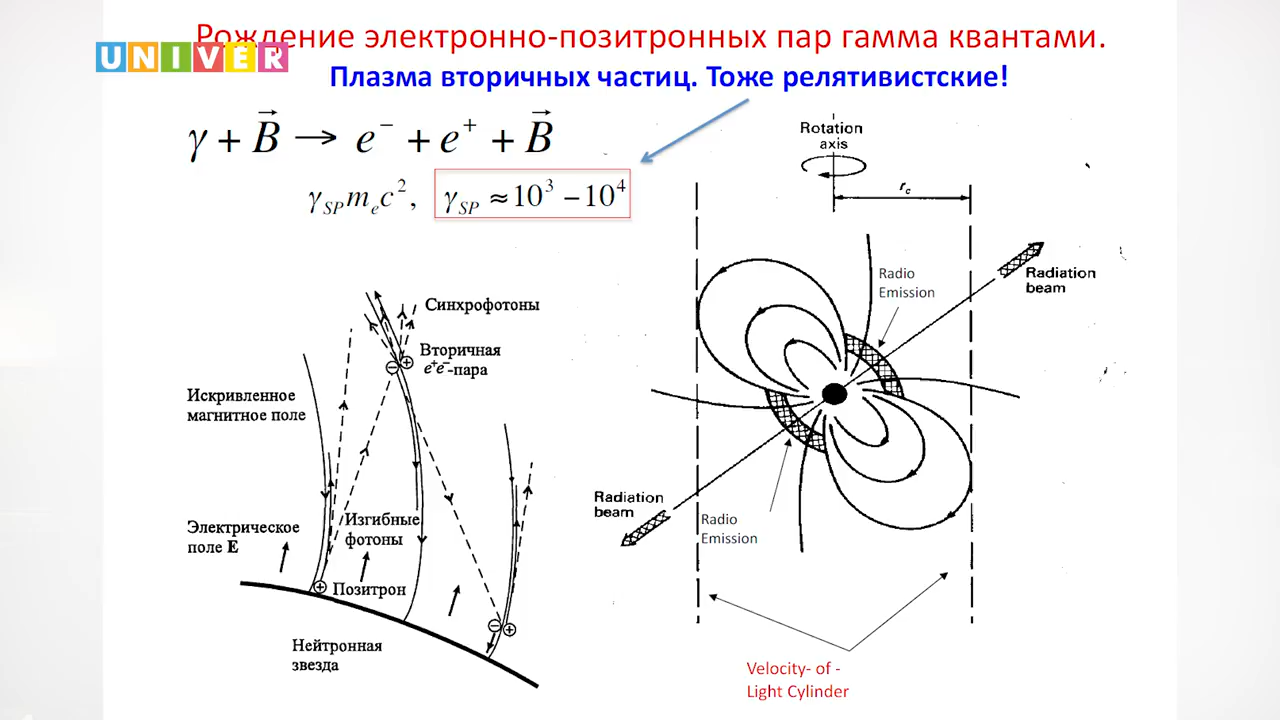 Рождение электронно-позитронных пар гамма квантами.
UNIVER
Плазма вторичных частиц. Тоже релятивистские!
γ + B⃗ → e⁻ + e⁺ + B⃗
γ_SP m_e c², γ_SP ≈ 10³ – 10⁴
Синхрофотоны
Вторичная
e⁺e⁻-пара
Искривленное
магнитное поле
Электрическое
поле E
Изгибные
фотоны
Позитрон
Нейтронная
звезда
Rotation
axis
r_c
Radio
Emission
Radiation
beam
Radiation
beam
Radio
Emission
Velocity- of -
Light Cylinder